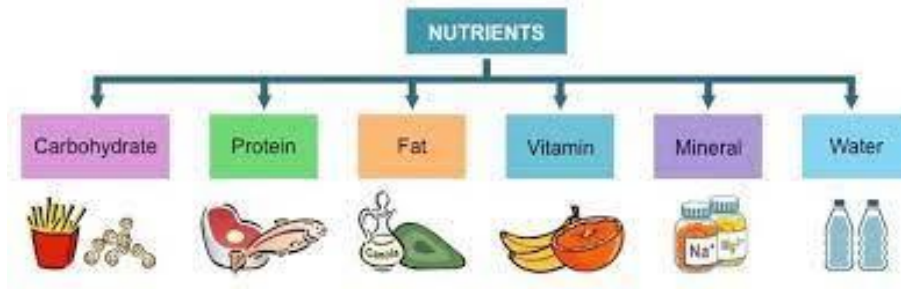 NUTRIENTS
Carbohydrate
Protein
Fat
Vitamin
Mineral
Water
Canola
Na⁺